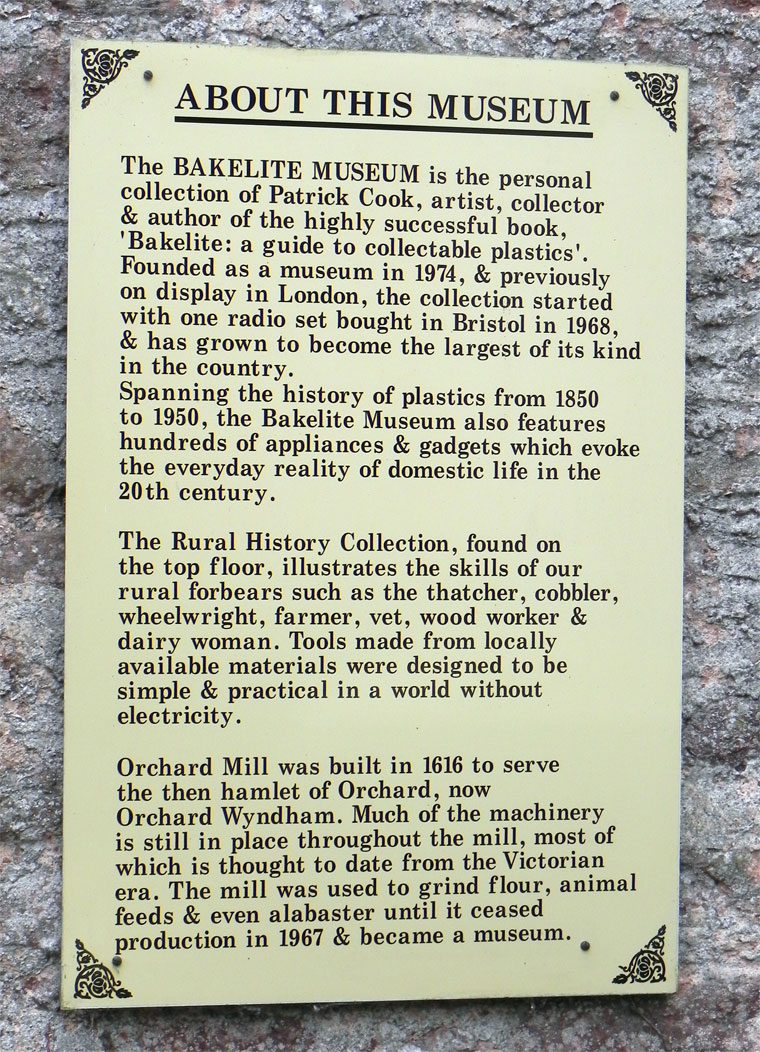 ABOUT THIS MUSEUM
The BAKELITE MUSEUM is the personal
collection of Patrick Cook, artist, collector
& author of the highly successful book,
'Bakelite: a guide to collectable plastics'.
Founded as a museum in 1974, & previously
on display in London, the collection started
with one radio set bought in Bristol in 1968,
& has grown to become the largest of its kind
in the country.
Spanning the history of plastics from 1850
to 1950, the Bakelite Museum also features
hundreds of appliances & gadgets which evoke
the everyday reality of domestic life in the
20th century.
The Rural History Collection, found on
the top floor, illustrates the skills of our
rural forbears such as the thatcher, cobbler,
wheelwright, farmer, vet, wood worker &
dairy woman. Tools made from locally
available materials were designed to be
simple & practical in a world without
electricity.
Orchard Mill was built in 1616 to serve
the then hamlet of Orchard, now
Orchard Wyndham. Much of the machinery
is still in place throughout the mill, most of
which is thought to date from the Victorian
era. The mill was used to grind flour, animal
feeds & even alabaster until it ceased
production in 1967 & became a museum.